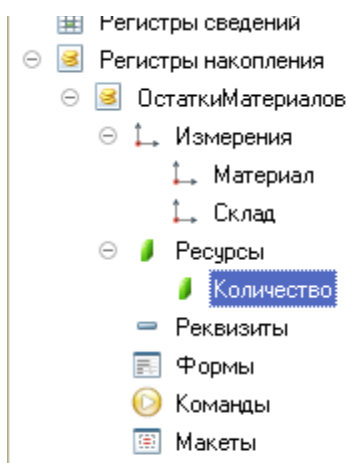 Регистры сведений
Регистры накопления
ОстаткиМатериалов
Измерения
Материал
Склад
Ресурсы
Количество
Реквизиты
Формы
Команды
Макеты